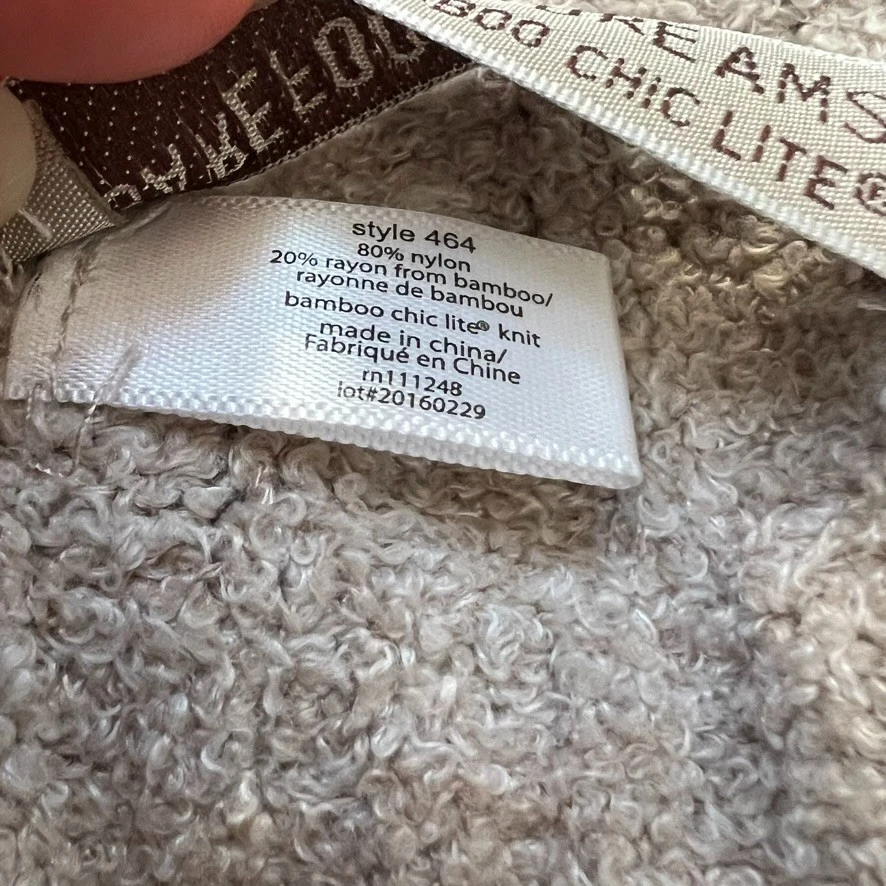 REAMS
BOO CHIC LITE®
style 464
80% nylon
20% rayon from bamboo/
rayonne de bambou
bamboo chic lite® knit
made in china/
Fabriqué en Chine
rn111248
lot#20160229